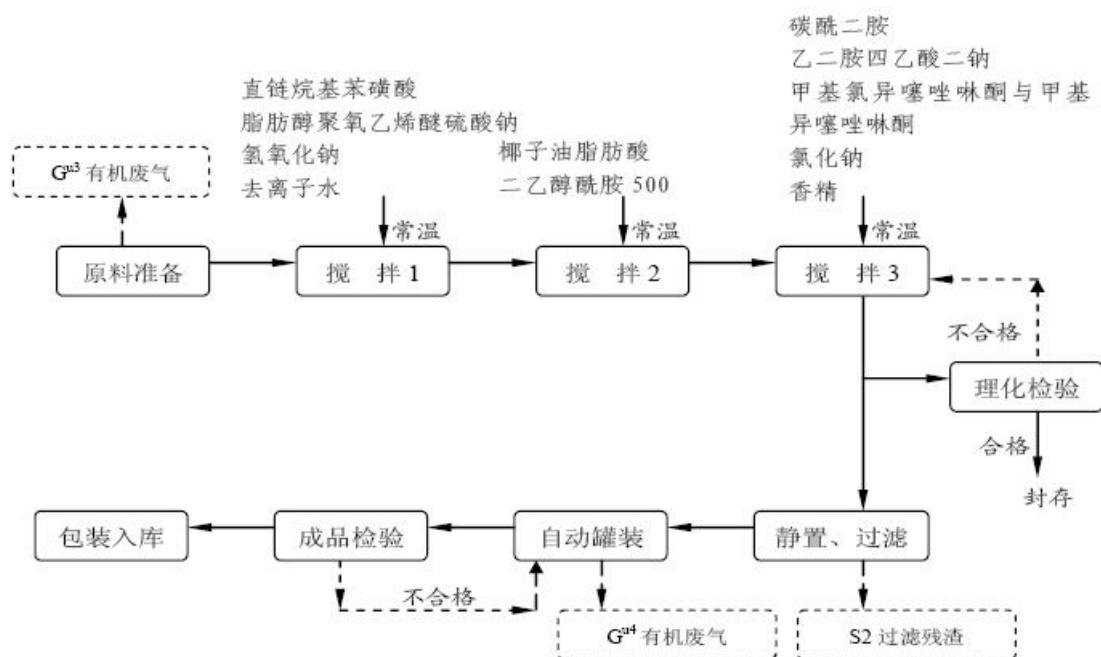 碳酰二胺
乙二胺四乙酸二钠
甲基氯异噻唑啉酮与甲基
异噻唑啉酮
氯化钠
香精
直链烷基苯磺酸
脂肪醇聚氧乙烯醚硫酸钠
氢氧化钠
去离子水
椰子油脂肪酸
二乙醇酰胺 500
Gu3 有机废气
常温
常温
常温
原料准备
搅 拌 1
搅 拌 2
搅 拌 3
不合格
理化检验
合格
封存
包装入库
成品检验
自动罐装
静置、过滤
不合格
Gu4 有机废气
S2 过滤残渣